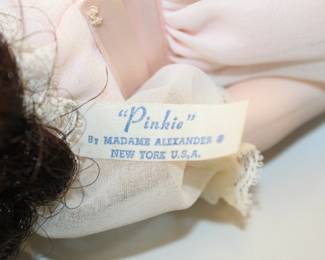 "Pinkie"
BY MADAME ALEXANDER ®
NEW YORK U.S.A.